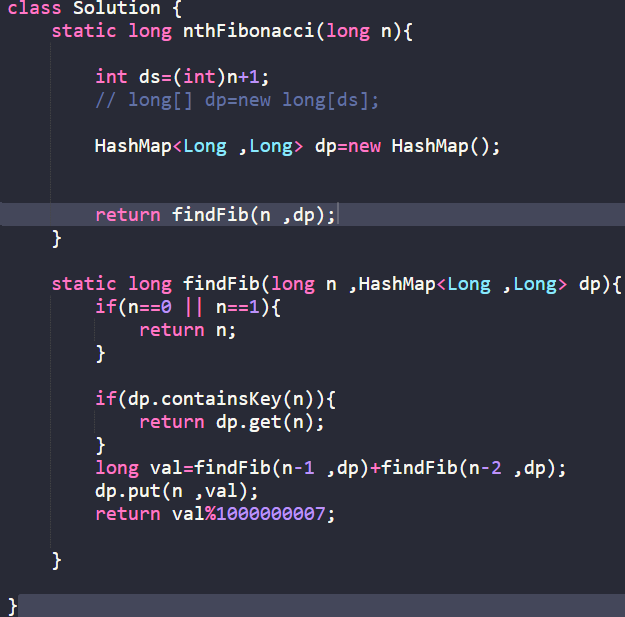 class Solution {
static long nthFibonacci(long n){
int ds=(int)n+1;
// long[] dp=new long[ds];
HashMap<Long ,Long> dp=new HashMap();
return findFib(n ,dp);
}
static long findFib(long n ,HashMap<Long ,Long> dp){
if(n==0 || n==1){
return n;
}
if(dp.containsKey(n)){
return dp.get(n);
}
long val=findFib(n-1 ,dp)+findFib(n-2 ,dp);
dp.put(n ,val);
return val%1000000007;
}
}